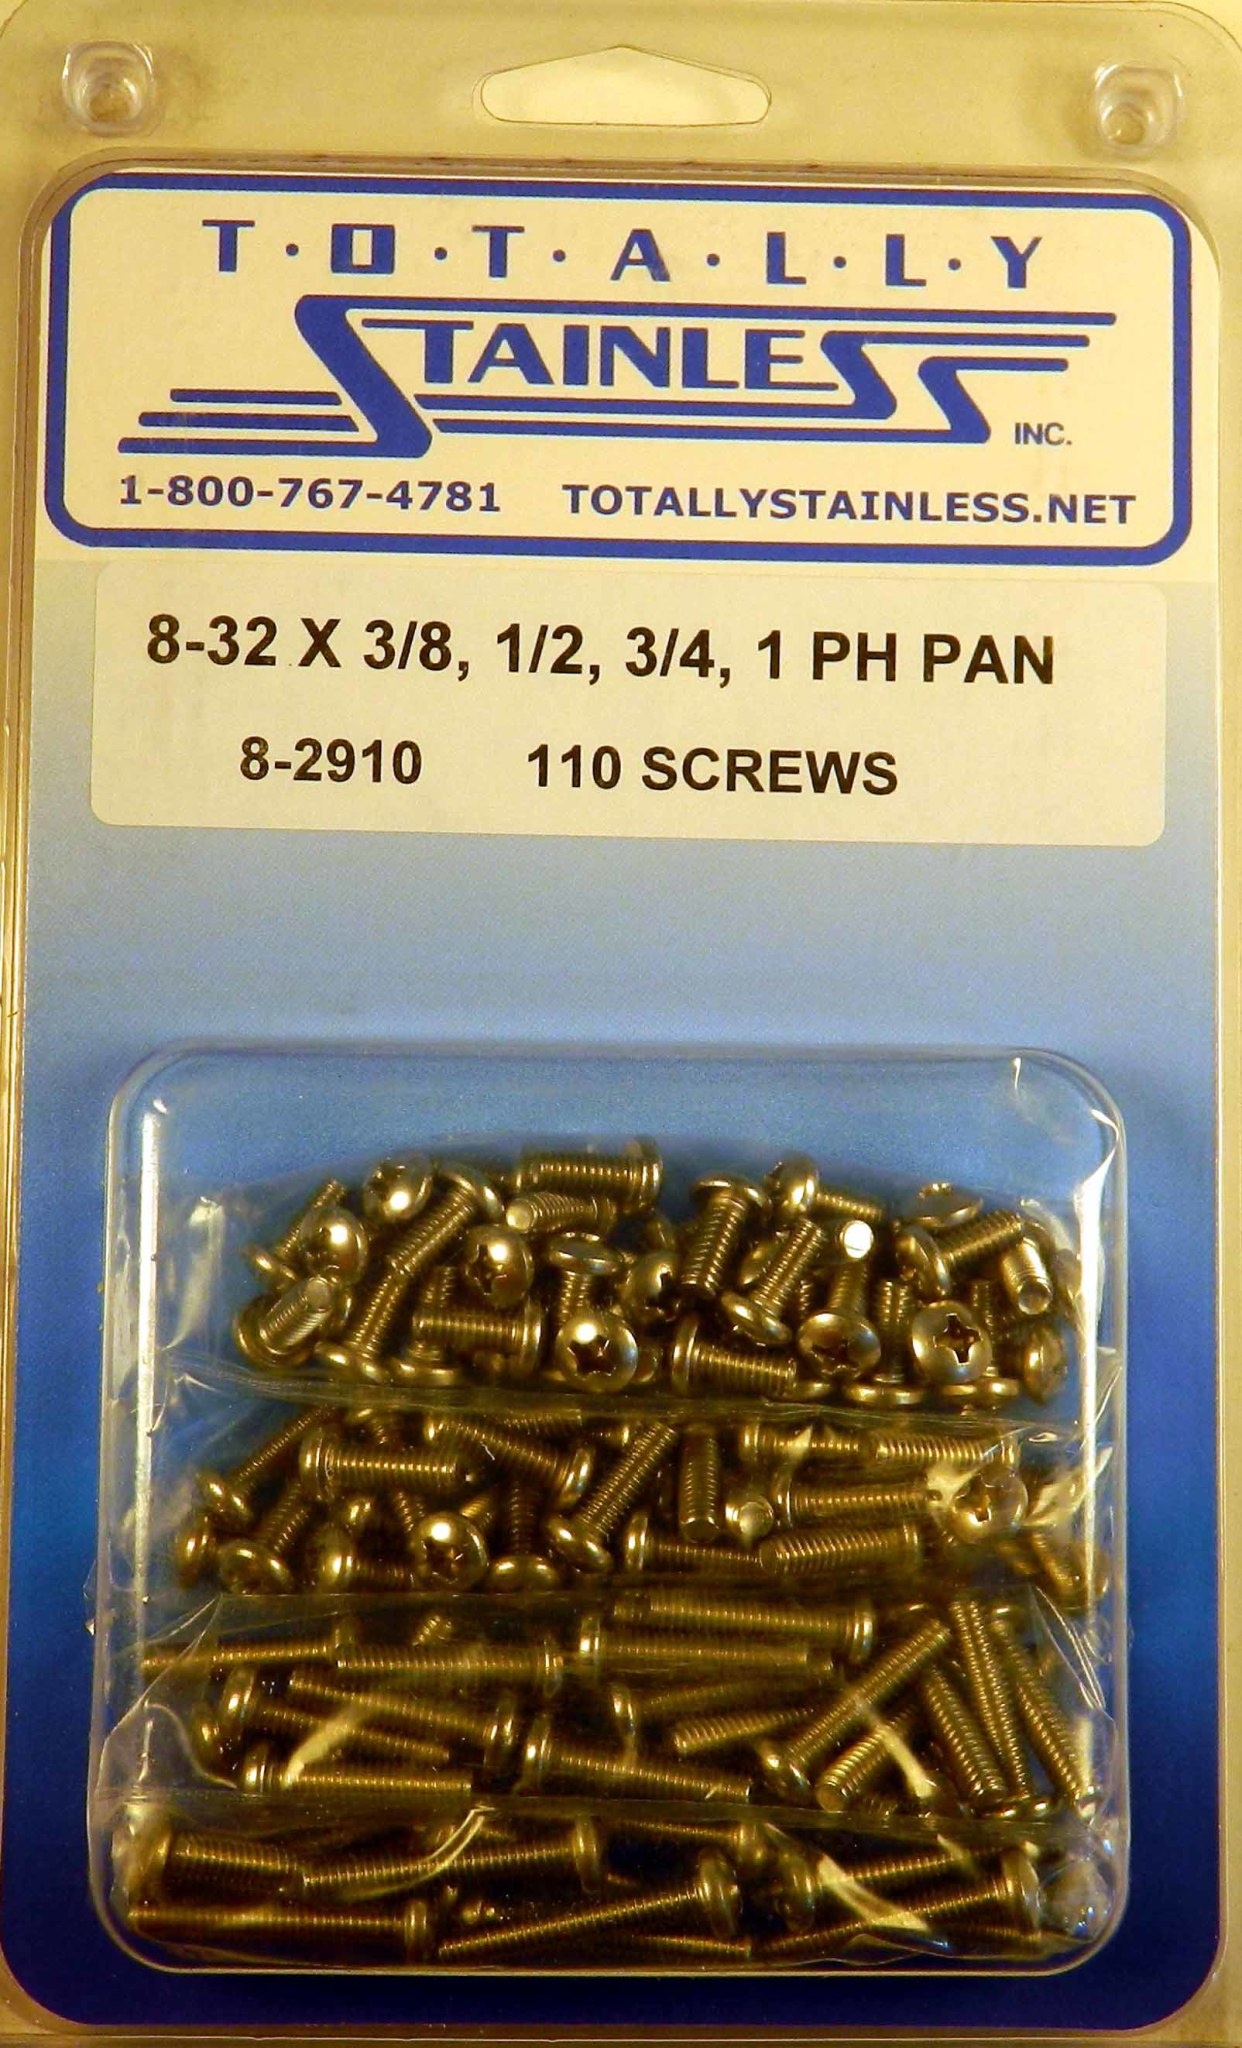 T·O·T·A·L·L·Y
STAINLESS INC.
1-800-767-4781 TOTALLYSTAINLESS.NET
8-32 X 3/8, 1/2, 3/4, 1 PH PAN
8-2910 110 SCREWS